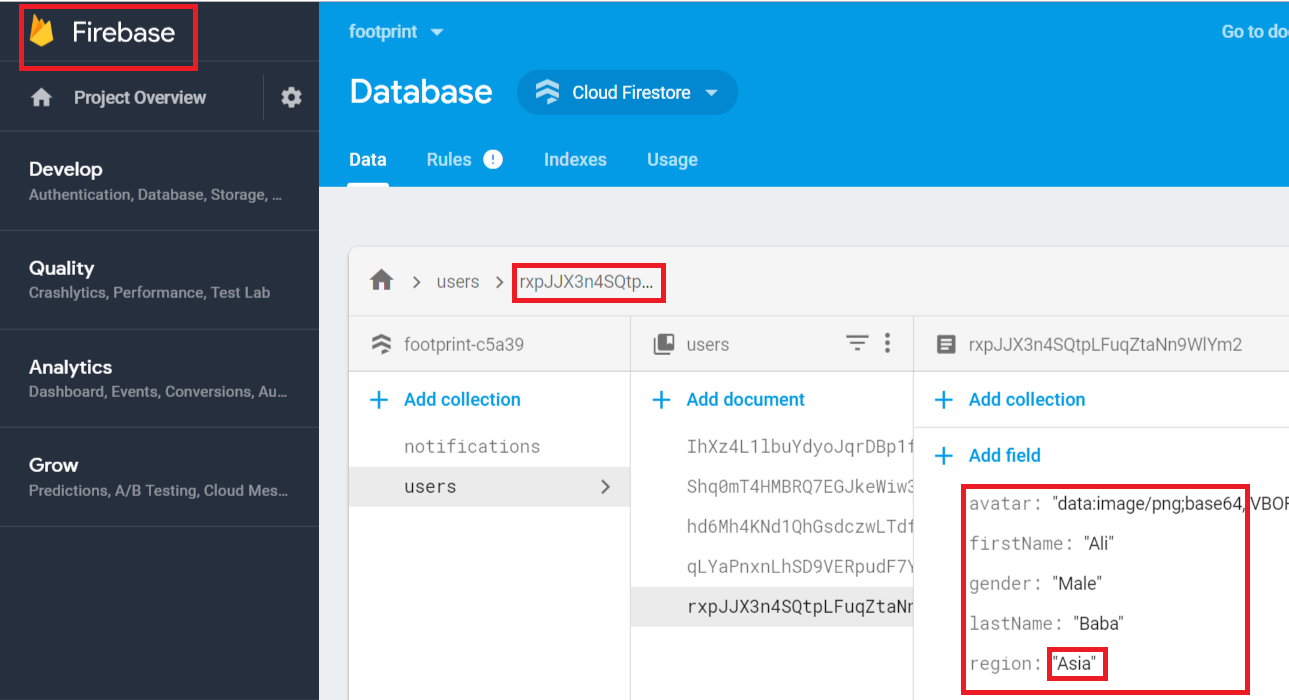 Firebase
Project Overview
Develop
Authentication, Database, Storage, ...
Quality
Crashlytics, Performance, Test Lab
Analytics
Dashboard, Events, Conversions, Au...
Grow
Predictions, A/B Testing, Cloud Mes...
footprint
Go to do
Database
Cloud Firestore
Data Rules ! Indexes Usage
users rxpJJX3n4SQtp...
footprint-c5a39
Add collection
notifications
users
users
Add document
IhXz4L1lbuYdyoJqrDBp1f
Shq0mT4HMBRQ7EGJkeWiw3
hd6Mh4KNd1QhGsdczwLTdf
qLYaPnxnLhSD9VERpudF7Y
rxpJJX3n4SQtpLFuqZtaNn
rxpJJX3n4SQtpLFuqZtaNn9WlYm2
Add collection
Add field
avatar: "data:image/png;base64,
firstName: "Ali"
gender: "Male"
lastName: "Baba"
region: "Asia"